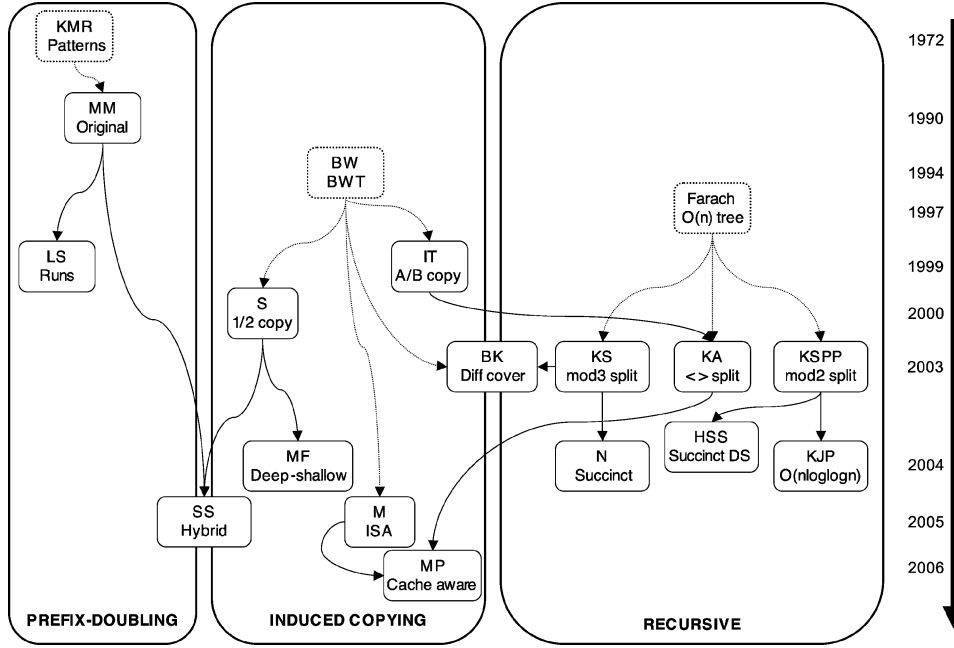 KMR
Patterns
1972
MM
Original
1990
BW
BWT
1994
Farach
O(n) tree
1997
LS
Runs
IT
A/B copy
1999
S
1/2 copy
2000
BK
Diff cover
KS
mod3 split
KA
<> split
KSPP
mod2 split
2003
MF
Deep-shallow
N
Succinct
HSS
Succinct DS
KJP
O(nloglogn)
2004
SS
Hybrid
M
ISA
2005
MP
Cache aware
2006
PREFIX-DOUBLING
INDUCED COPYING
RECURSIVE